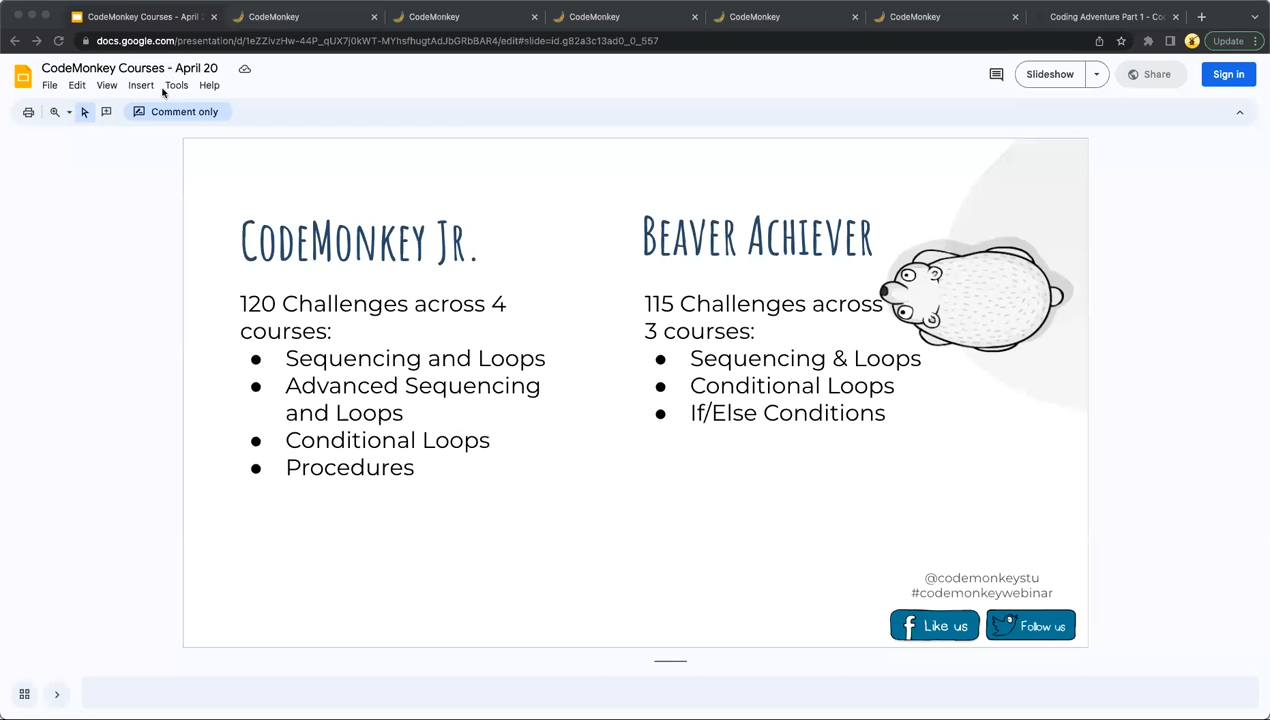 CodeMonkey Courses - April 2
CodeMonkey
CodeMonkey
CodeMonkey
CodeMonkey
CodeMonkey
Coding Adventure Part 1 - Co
docs.google.com/presentation/d/1eZZivzHw-44P_qUX7j0kWT-MYhsfhugtAdJbGRbBAR4/edit#slide=id.g82a3c13ad0_0_557
Update
CodeMonkey Courses - April 20
File Edit View Insert Tools Help
Slideshow
Share
Sign in
Comment only
CodeMonkey Jr.
120 Challenges across 4
courses:
● Sequencing and Loops
● Advanced Sequencing
and Loops
● Conditional Loops
● Procedures
Beaver Achiever
115 Challenges across
3 courses:
● Sequencing & Loops
● Conditional Loops
● If/Else Conditions
@codemonkeystu
#codemonkeywebinar
f Like us
Follow us